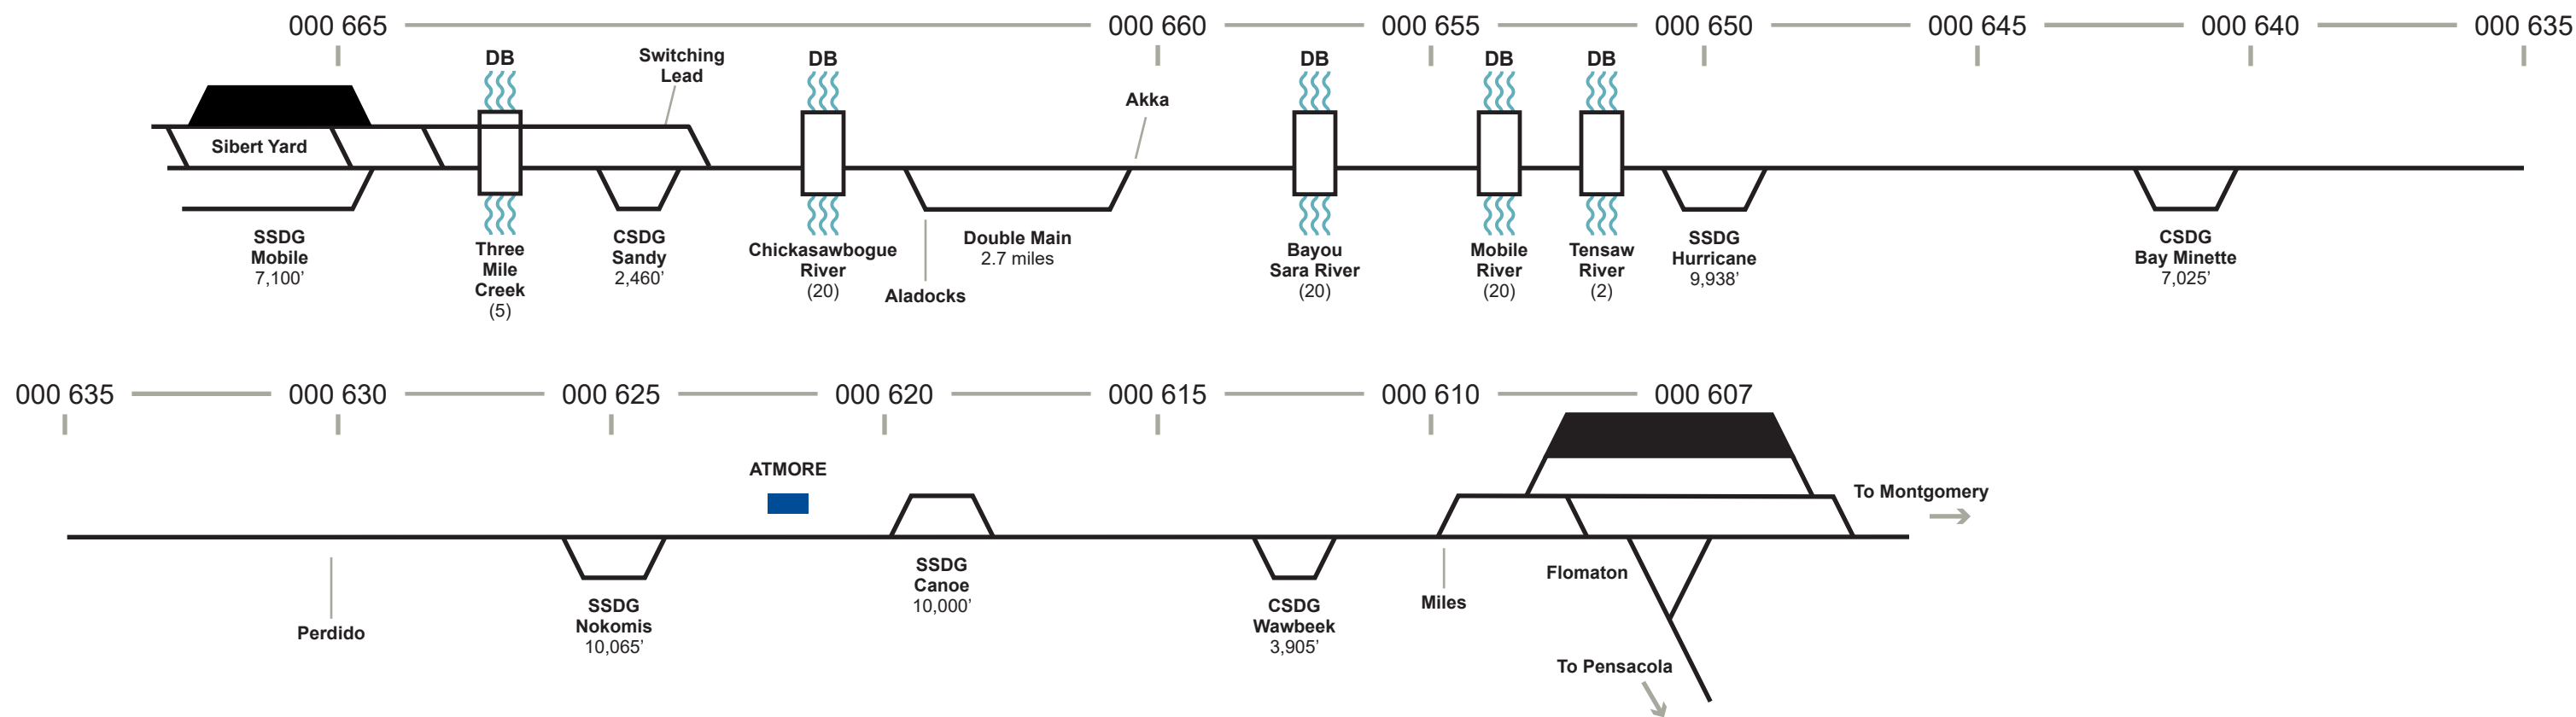 000 665 000 660 000 655 000 650 000 645 000 640 000 635
DB
Switching
Lead
DB
Akka
DB
DB
DB
Sibert Yard
SSDG
Mobile
7,100’
Three
Mile
Creek
(5)
CSDG
Sandy
2,460’
Chickasawbogue
River
(20)
Aladocks
Double Main
2.7 miles
Bayou
Sara River
(20)
Mobile
River
(20)
Tensaw
River
(2)
SSDG
Hurricane
9,938’
CSDG
Bay Minette
7,025’
000 635 000 630 000 625 000 620 000 615 000 610 000 607
ATMORE
To Montgomery
Perdido
SSDG
Nokomis
10,065’
SSDG
Canoe
10,000’
CSDG
Wawbeek
3,905’
Miles
Flomaton
To Pensacola